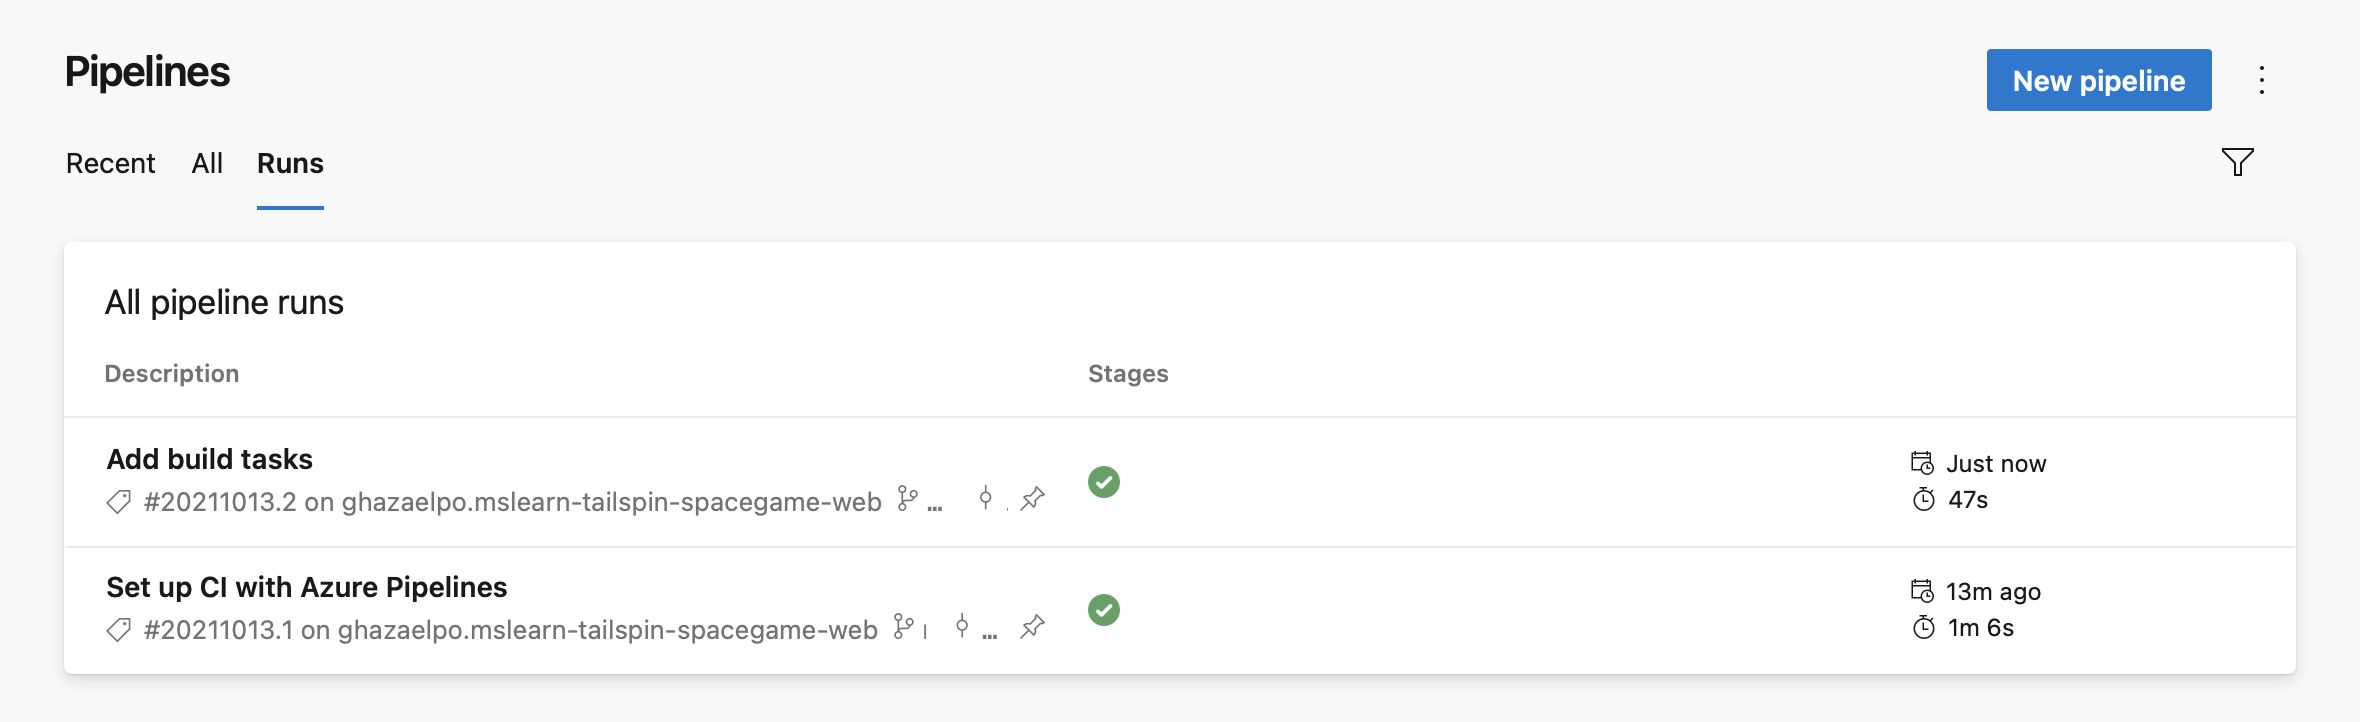 Pipelines
New pipeline
Recent All Runs
All pipeline runs
Description Stages
Add build tasks
Just now
#20211013.2 on ghazaelpo.mslearn-tailspin-spacegame-web ...
47s
Set up CI with Azure Pipelines
13m ago
#20211013.1 on ghazaelpo.mslearn-tailspin-spacegame-web ...
1m 6s